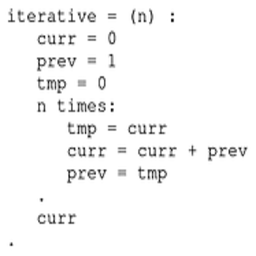 iterative = (n) :
curr = 0
prev = 1
tmp = 0
n times:
tmp = curr
curr = curr + prev
prev = tmp
.
curr
.